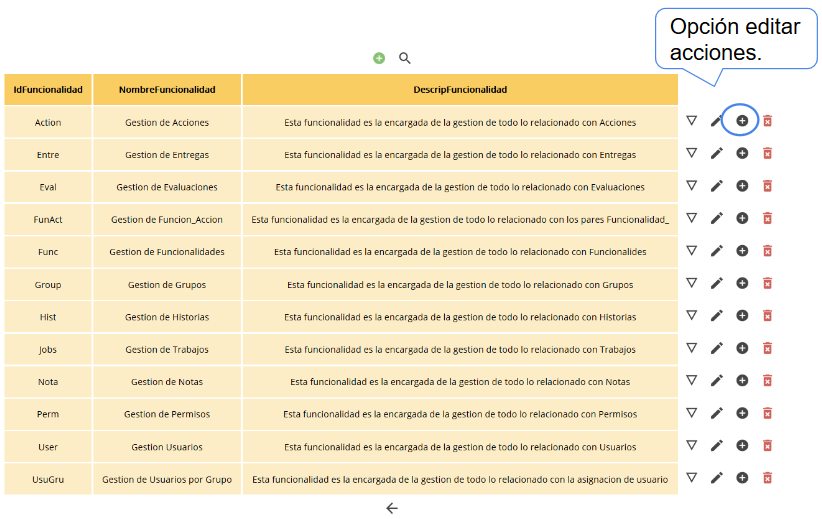 Opción editar
acciones.
IdFuncionalidad NombreFuncionalidad DescripFuncionalidad
Action Gestion de Acciones Esta funcionalidad es la encargada de la gestion de todo lo relacionado con Acciones
Entre Gestion de Entregas Esta funcionalidad es la encargada de la gestion de todo lo relacionado con Entregas
Eval Gestion de Evaluaciones Esta funcionalidad es la encargada de la gestion de todo lo relacionado con Evaluaciones
FunAct Gestion de Funcion_Accion Esta funcionalidad es la encargada de la gestion de todo lo relacionado con los pares Funcionalidad_
Func Gestion de Funcionalidades Esta funcionalidad es la encargada de la gestion de todo lo relacionado con Funcionalides
Group Gestion de Grupos Esta funcionalidad es la encargada de la gestion de todo lo relacionado con Grupos
Hist Gestion de Historias Esta funcionalidad es la encargada de la gestion de todo lo relacionado con Historias
Jobs Gestion de Trabajos Esta funcionalidad es la encargada de la gestion de todo lo relacionado con Trabajos
Nota Gestion de Notas Esta funcionalidad es la encargada de la gestion de todo lo relacionado con Notas
Perm Gestion de Permisos Esta funcionalidad es la encargada de la gestion de todo lo relacionado con Permisos
User Gestion Usuarios Esta funcionalidad es la encargada de la gestion de todo lo relacionado con Usuarios
UsuGru Gestion de Usuarios por Grupo Esta funcionalidad es la encargada de la gestion de todo lo relacionado con la asignacion de usuario